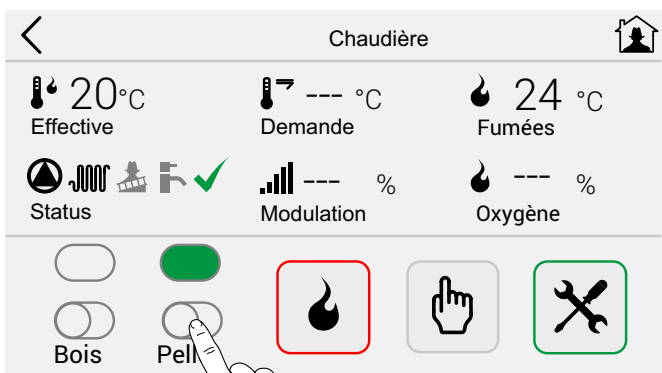 Chaudière
20°C
Effective
--- °C
Demande
24 °C
Fumées
Status
--- %
Modulation
--- %
Oxygène
Bois
Pell